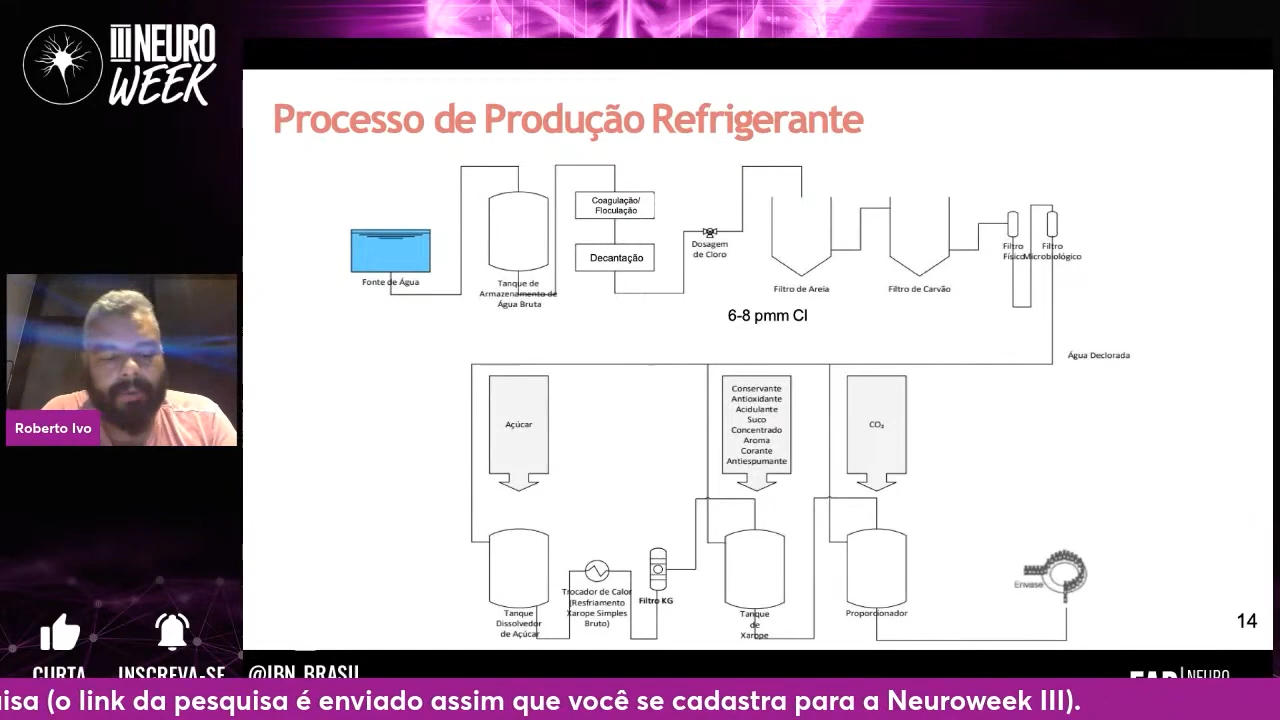 III NEURO
WEEK
Processo de Produção Refrigerante
Coagulação/
Floculação
Decantação
Fonte de Água
Tanque de
Armazenamento de
Água Bruta
Dosagem
de Cloro
Filtro de Areia
Filtro de Carvão
Filtro
Físico
Filtro
Microbiológico
6-8 pmm Cl
Água Declorada
Açúcar
Conservante
Antioxidante
Acidulante
Suco
Concentrado
Aroma
Corante
Antiespumante
CO₂
Tanque
Dissolvedor
de Açúcar
Trocador de Calor
(Resfriamento
Xarope Simples
Bruto)
Filtro KG
Tanque
de
Xarope
Proporcionador
Envase
14
Roberto Ivo
CURTA
INSCREVA-SE
@IBN_BRASIL
NEURO
isa (o link da pesquisa é enviado assim que você se cadastra para a Neuroweek III).